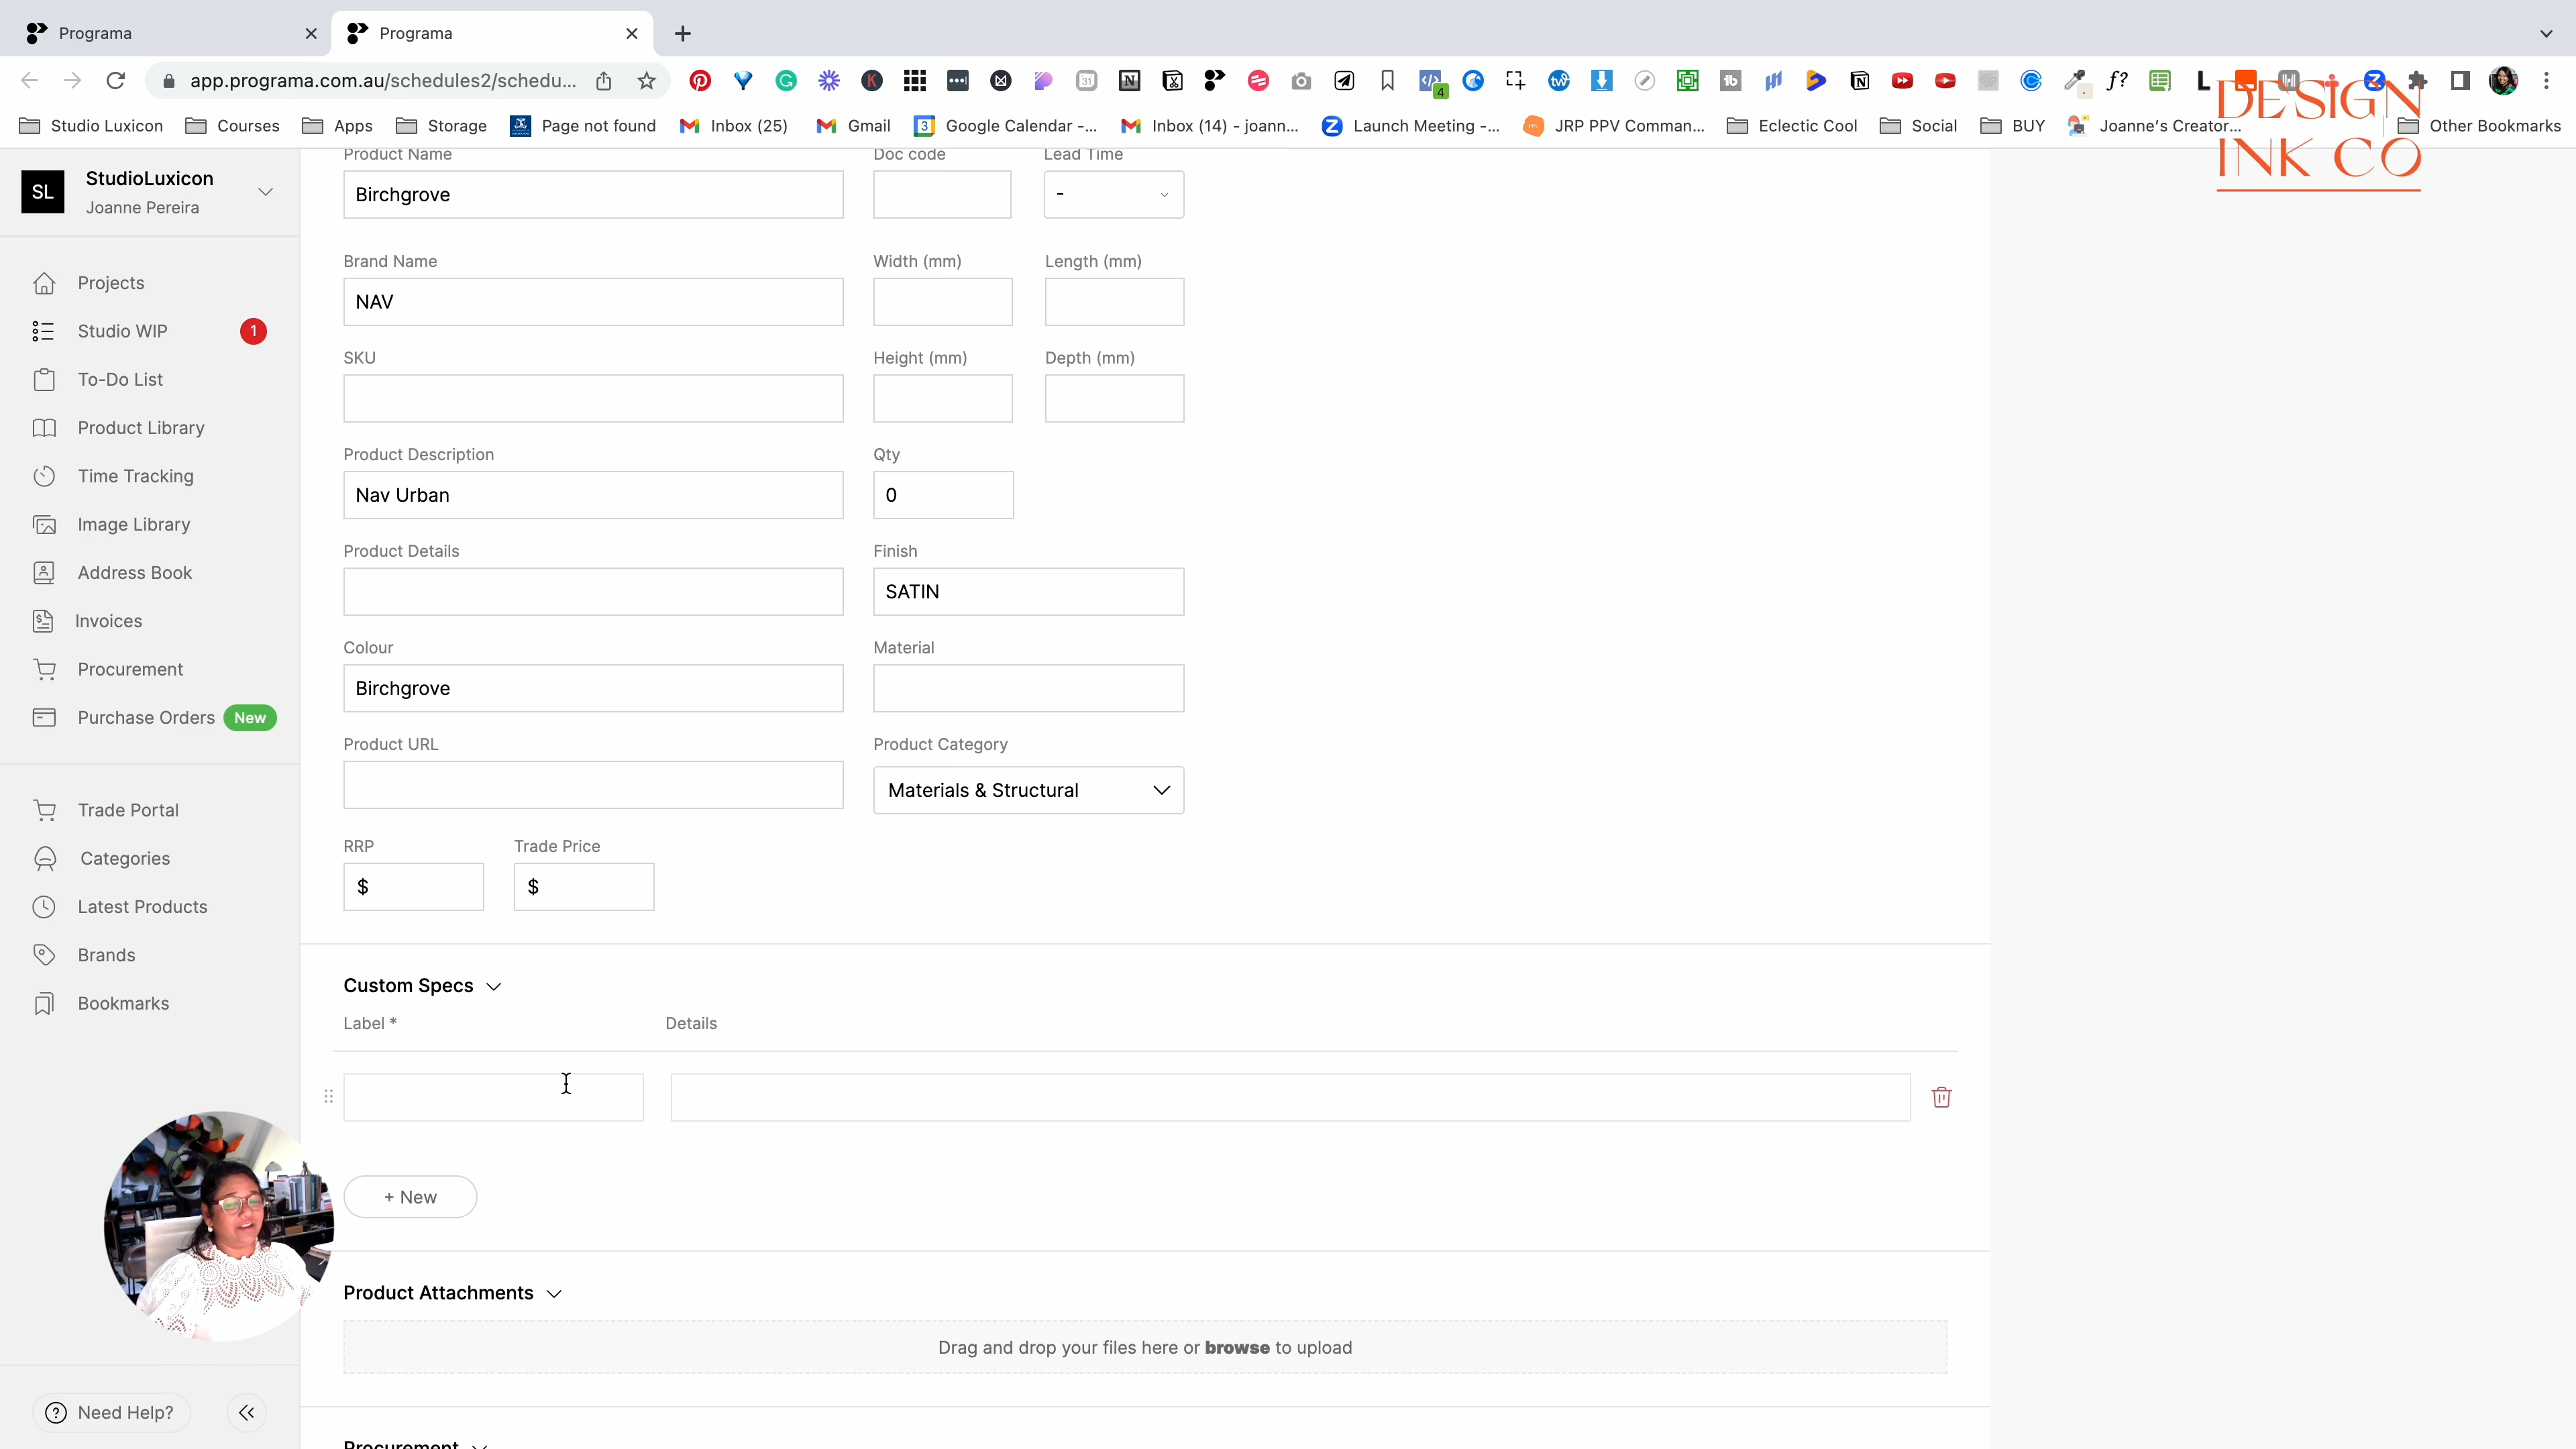 Programa
Programa
app.programa.com.au/schedules2/schedu...
Studio Luxicon
Courses
Apps
Storage
Page not found
Inbox (25)
Gmail
Google Calendar -...
Inbox (14) - joann...
Launch Meeting -...
JRP PPV Comman...
Eclectic Cool
Social
BUY
Joanne's Creator...
Other Bookmarks
DESIGN
INK CO
SL
StudioLuxicon
Joanne Pereira
Projects
Studio WIP
1
To-Do List
Product Library
Time Tracking
Image Library
Address Book
Invoices
Procurement
Purchase Orders
New
Trade Portal
Categories
Latest Products
Brands
Bookmarks
Need Help?
Product Name
Doc code
Lead Time
Birchgrove
-
Brand Name
Width (mm)
Length (mm)
NAV
SKU
Height (mm)
Depth (mm)
Product Description
Qty
Nav Urban
0
Product Details
Finish
SATIN
Colour
Material
Birchgrove
Product URL
Product Category
Materials & Structural
RRP
Trade Price
$
$
Custom Specs
Label *
Details
+ New
Product Attachments
Drag and drop your files here or browse to upload
Procurement